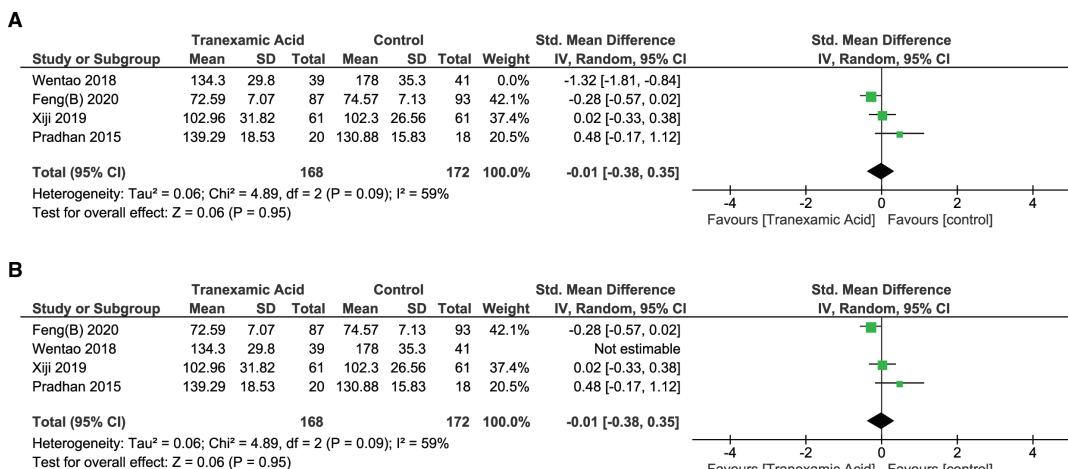 A
Tranexamic Acid Control Std. Mean Difference Std. Mean Difference
Study or Subgroup Mean SD Total Mean SD Total Weight IV, Random, 95% CI IV, Random, 95% CI
Wentao 2018 134.3 29.8 39 178 35.3 41 0.0% -1.32 [-1.81, -0.84]
Feng(B) 2020 72.59 7.07 87 74.57 7.13 93 42.1% -0.28 [-0.57, 0.02]
Xiji 2019 102.96 31.82 61 102.3 26.56 61 37.4% 0.02 [-0.33, 0.38]
Pradhan 2015 139.29 18.53 20 130.88 15.83 18 20.5% 0.48 [-0.17, 1.12]
Total (95% CI) 168 172 100.0% -0.01 [-0.38, 0.35]
Heterogeneity: Tau² = 0.06; Chi² = 4.89, df = 2 (P = 0.09); I² = 59%
Test for overall effect: Z = 0.06 (P = 0.95)
-4 -2 0 2 4
Favours [Tranexamic Acid] Favours [control]
B
Tranexamic Acid Control Std. Mean Difference Std. Mean Difference
Study or Subgroup Mean SD Total Mean SD Total Weight IV, Random, 95% CI IV, Random, 95% CI
Feng(B) 2020 72.59 7.07 87 74.57 7.13 93 42.1% -0.28 [-0.57, 0.02]
Wentao 2018 134.3 29.8 39 178 35.3 41 Not estimable
Xiji 2019 102.96 31.82 61 102.3 26.56 61 37.4% 0.02 [-0.33, 0.38]
Pradhan 2015 139.29 18.53 20 130.88 15.83 18 20.5% 0.48 [-0.17, 1.12]
Total (95% CI) 168 172 100.0% -0.01 [-0.38, 0.35]
Heterogeneity: Tau² = 0.06; Chi² = 4.89, df = 2 (P = 0.09); I² = 59%
Test for overall effect: Z = 0.06 (P = 0.95)
-4 -2 0 2 4
Favours [Tranexamic Acid] Favours [control]